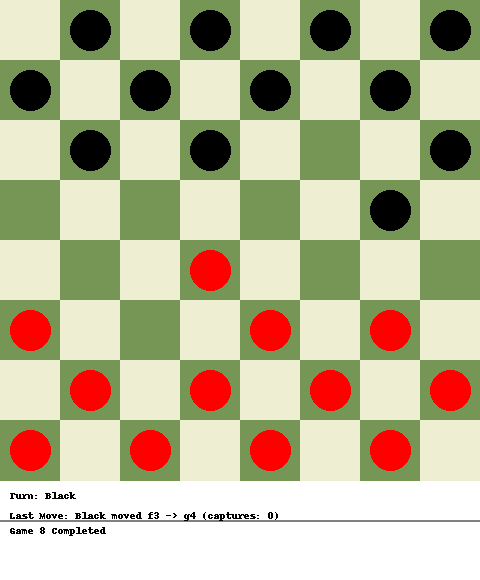 Turn: Black
Last Move: Black moved f3 -> g4 (captures: 0)
Game 8 Completed